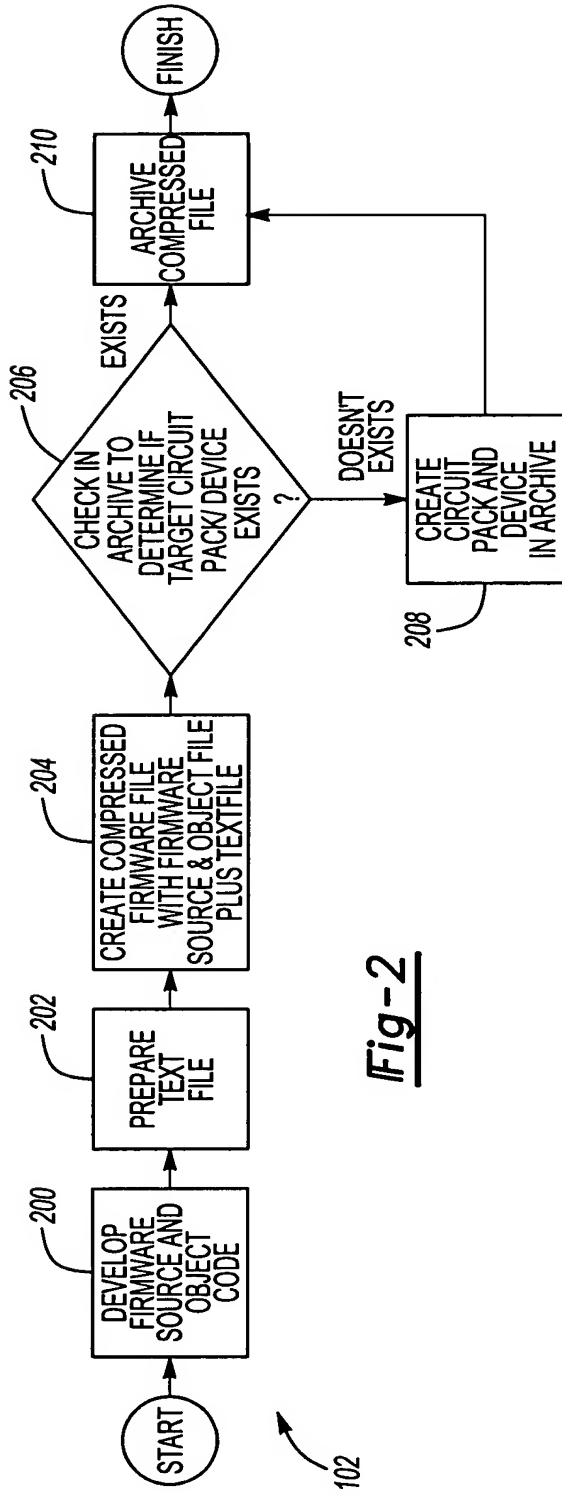 START
200
DEVELOP
FIRMWARE
SOURCE AND
OBJECT
CODE
202
PREPARE
TEXT
FILE
204
CREATE COMPRESSED
FIRMWARE FILE
WITH FIRMWARE
SOURCE & OBJECT FILE
PLUS TEXTFILE
206
CHECK IN
ARCHIVE TO
DETERMINE IF
TARGET CIRCUIT
PACK/ DEVICE
EXISTS
?
EXISTS
DOESN'T
EXISTS
208
CREATE
CIRCUIT
PACK AND
DEVICE
IN ARCHIVE
210
ARCHIVE
COMPRESSED
FILE
FINISH
102
Fig-2